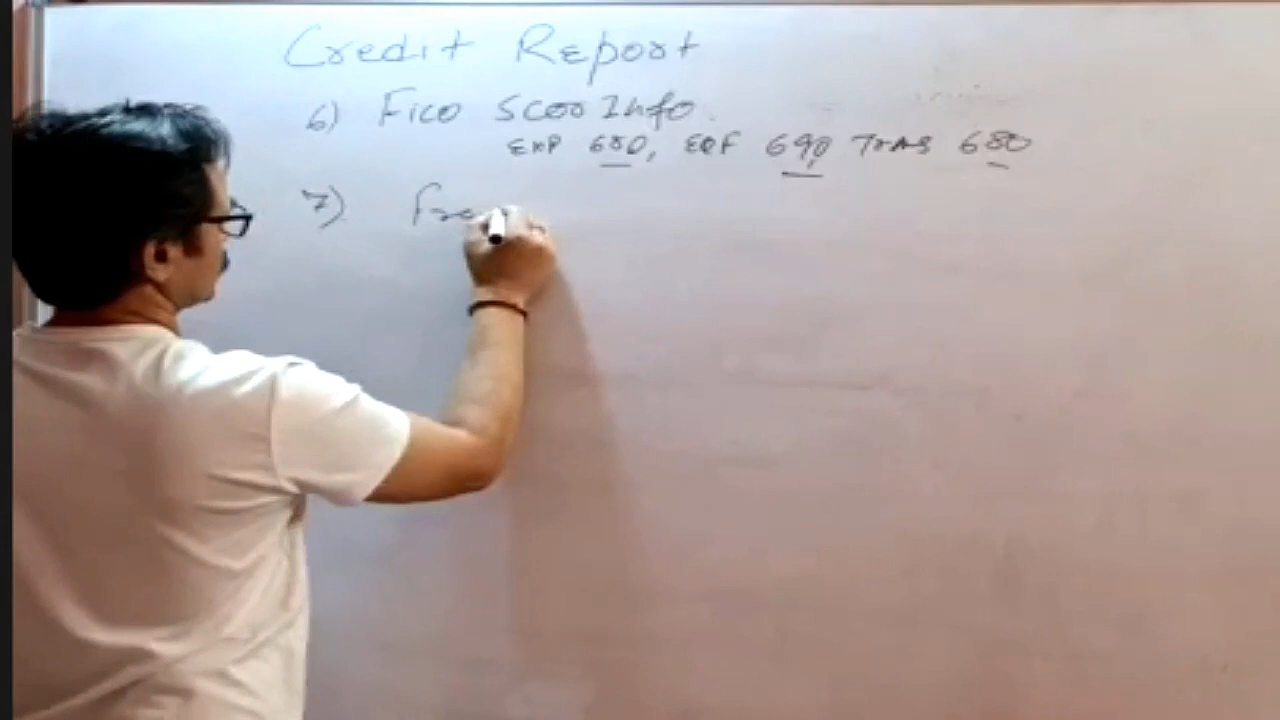 Credit Report
6) Fico Scoo Info.
EXP 680, EQF 690, Trans 680
7) fre